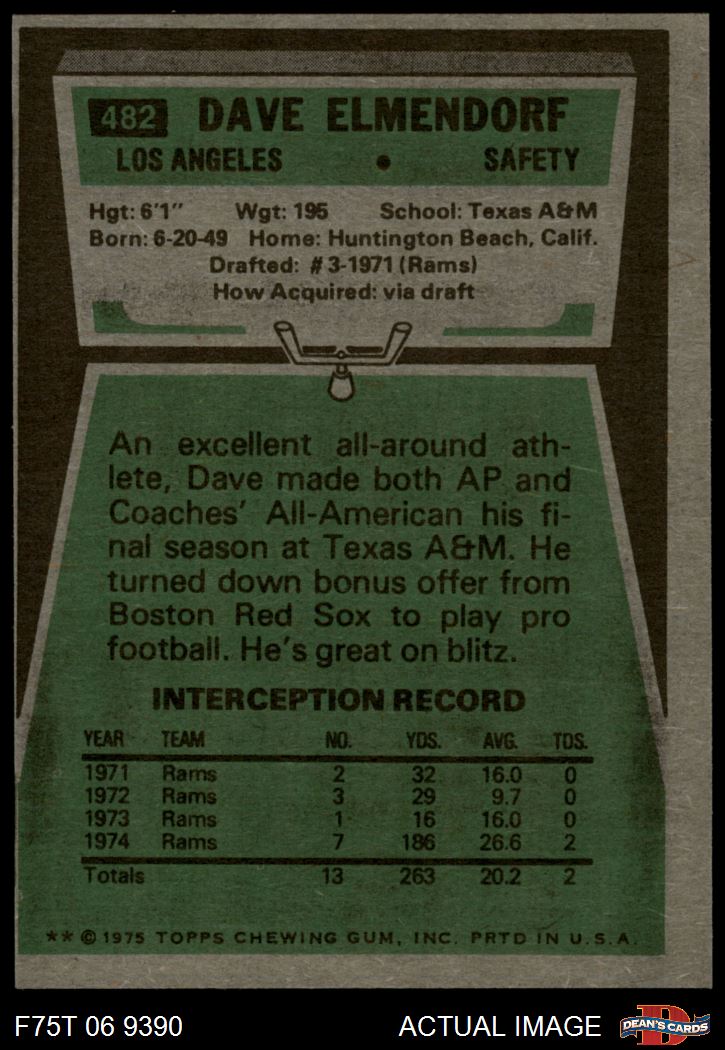 482 DAVE ELMENDORF
LOS ANGELES • SAFETY
Hgt: 6'1" Wgt: 195 School: Texas A&M
Born: 6-20-49 Home: Huntington Beach, Calif.
Drafted: #3-1971 (Rams)
How Acquired: via draft
An excellent all-around ath-
lete, Dave made both AP and
Coaches' All-American his fi-
nal season at Texas A&M. He
turned down bonus offer from
Boston Red Sox to play pro
football. He's great on blitz.
INTERCEPTION RECORD
YEAR TEAM NO. YDS. AVG. TDS.
1971 Rams 2 32 16.0 0
1972 Rams 3 29 9.7 0
1973 Rams 1 16 16.0 0
1974 Rams 7 186 26.6 2
Totals 13 263 20.2 2
** © 1975 TOPPS CHEWING GUM, INC. PRTD IN U.S.A.
F75T 06 9390 ACTUAL IMAGE D DEAN'S CARDS